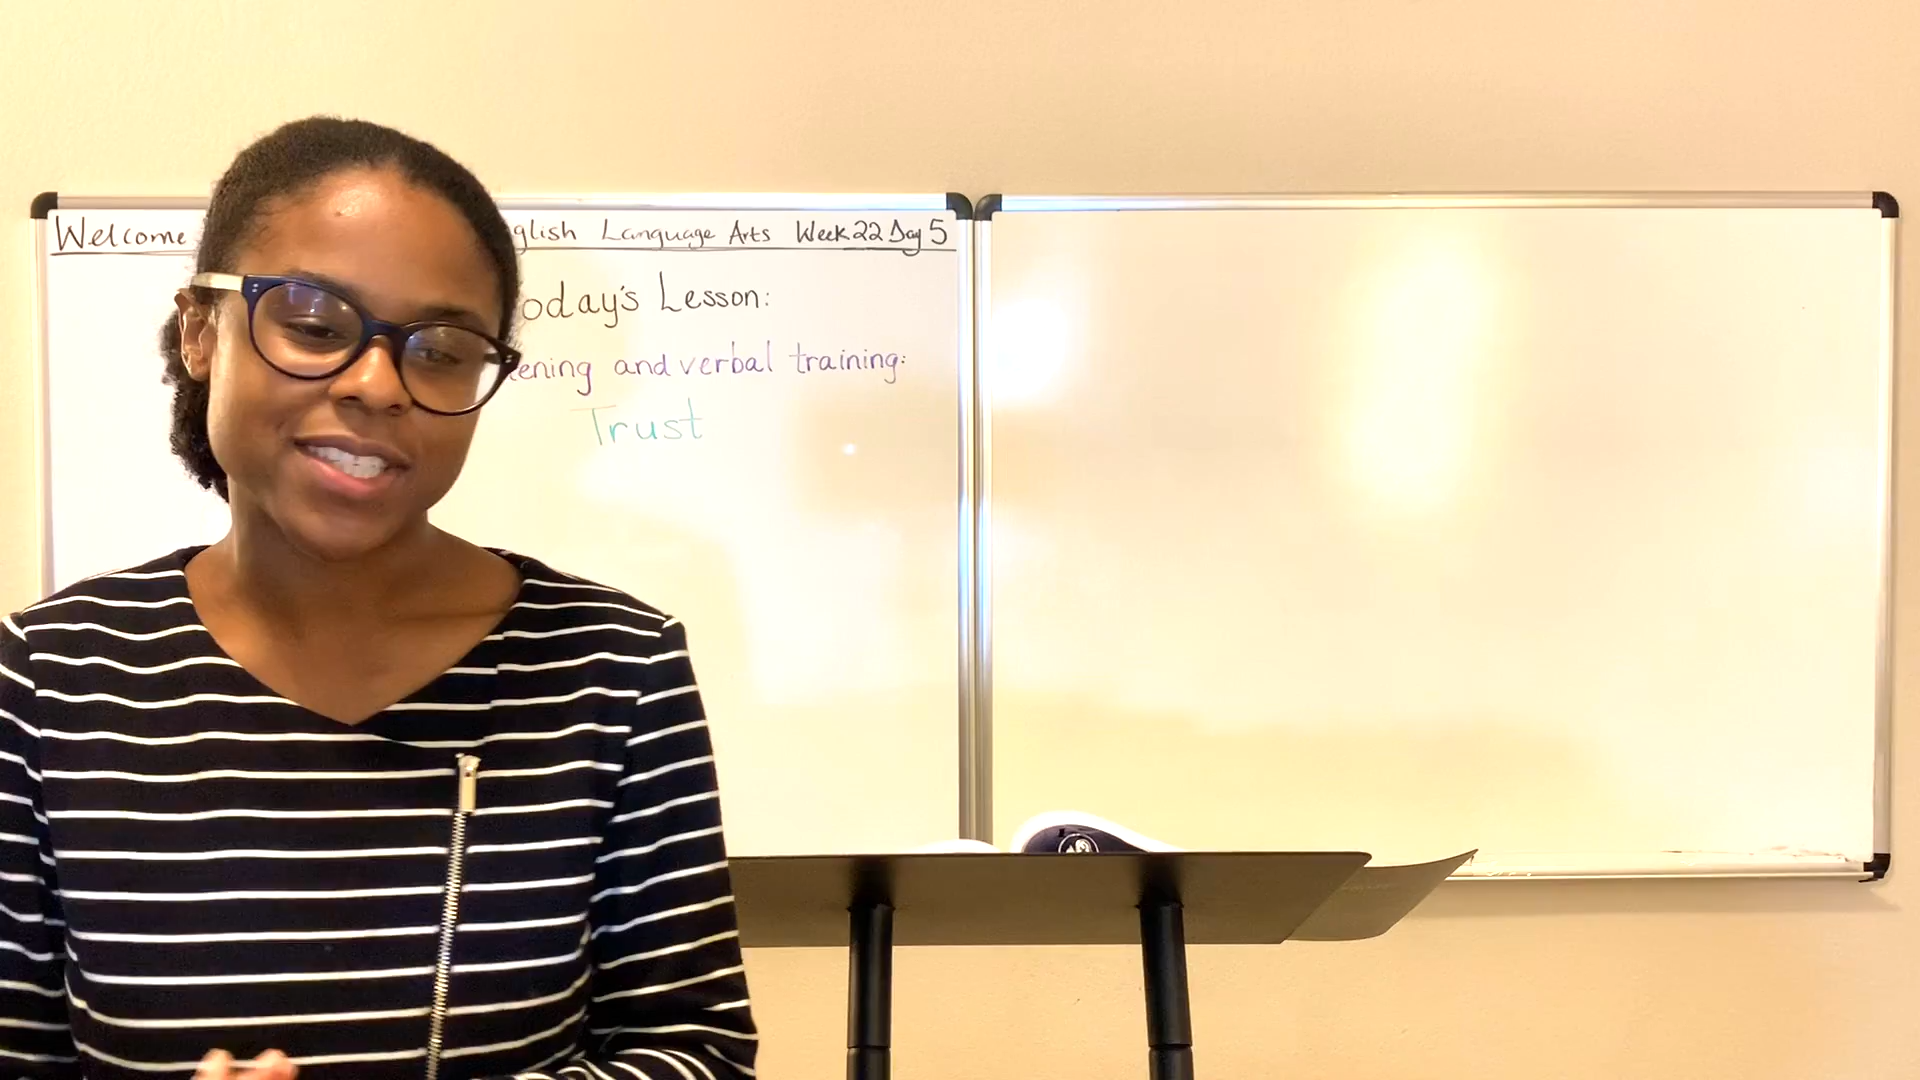 Welcome glish Language Arts Week 22 Day 5
oday's Lesson:
ening and verbal training:
Trust